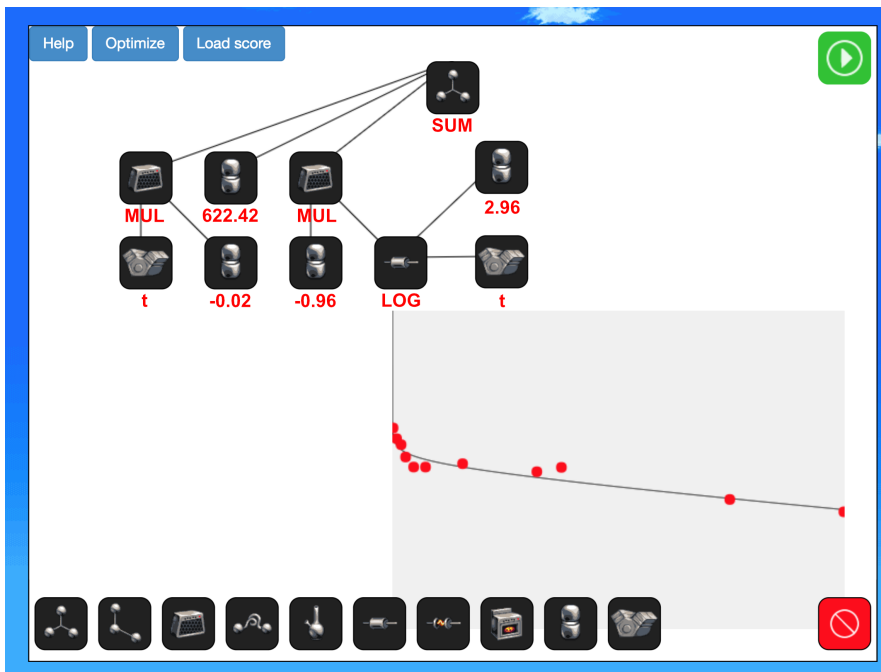 Help Optimize Load score
SUM
MUL 622.42 MUL 2.96
t -0.02 -0.96 LOG t